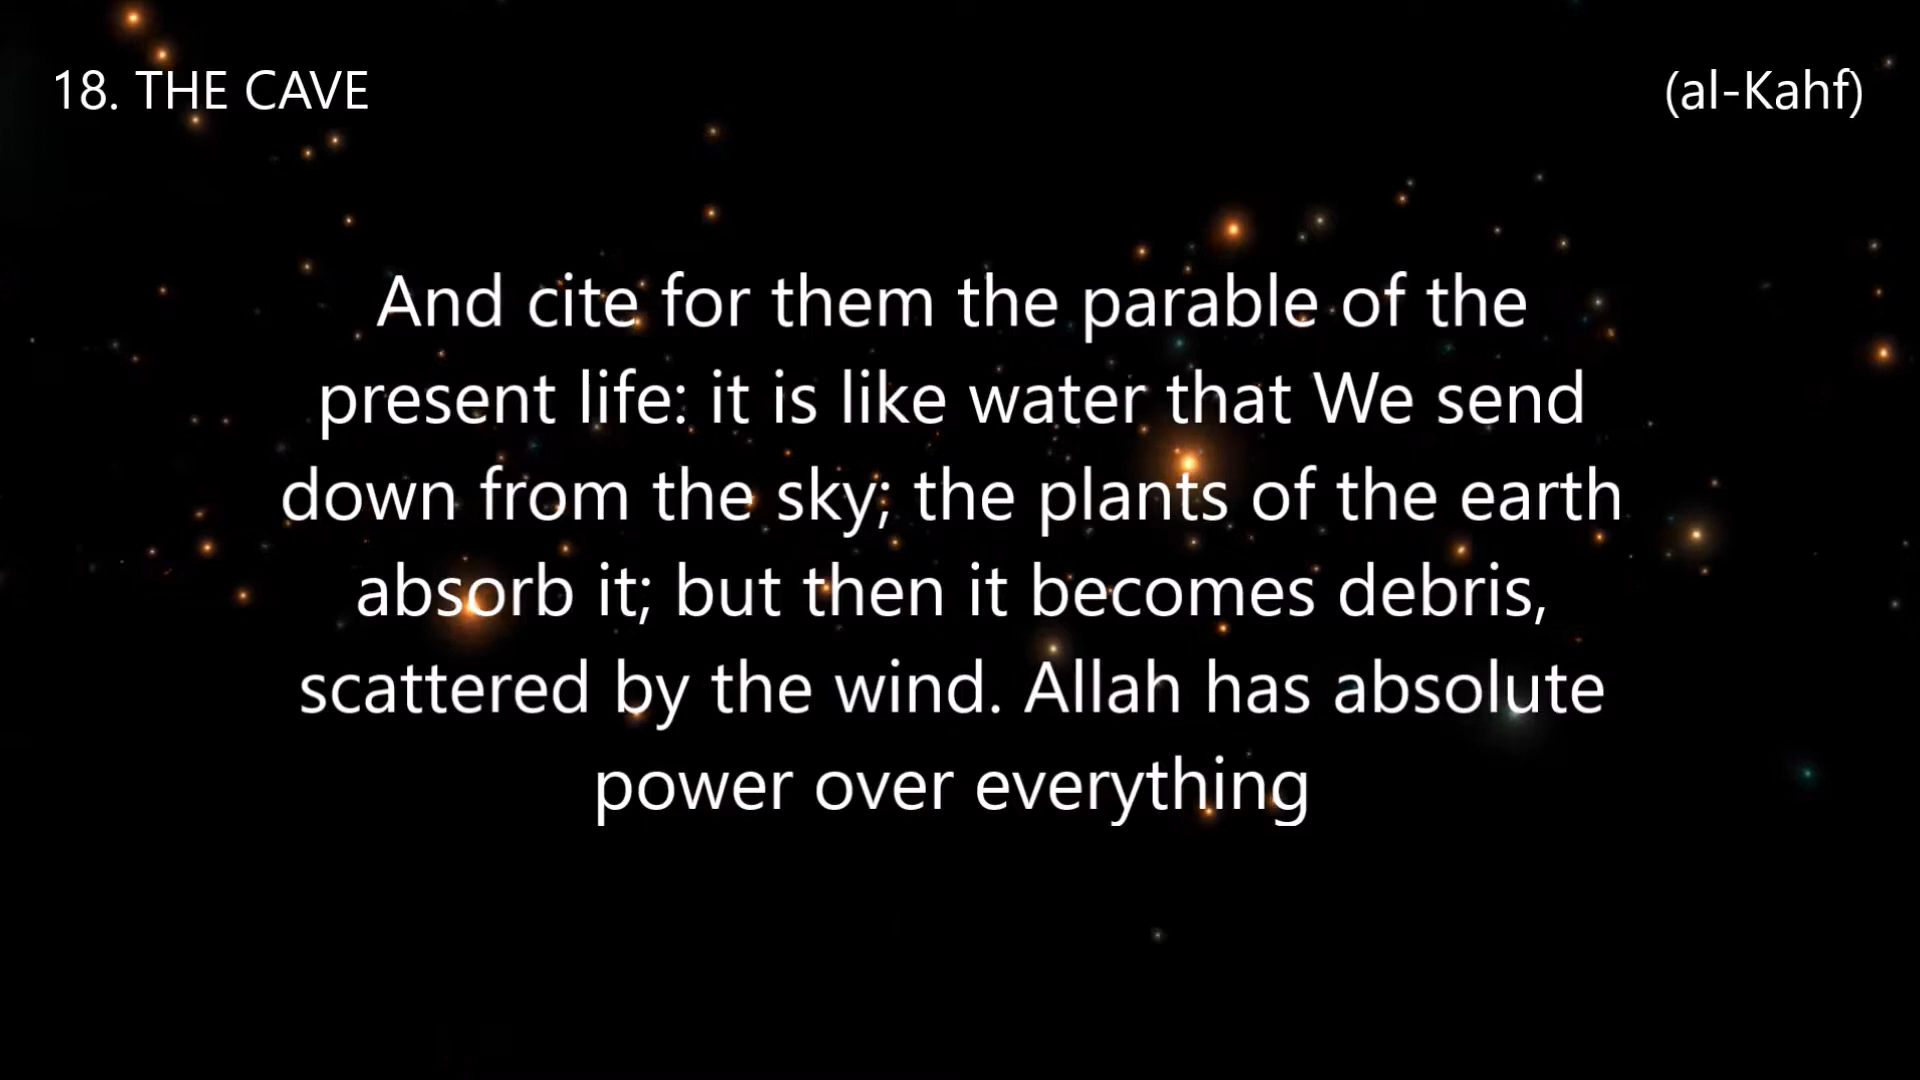 18. THE CAVE
(al-Kahf)
And cite for them the parable of the
present life: it is like water that We send
down from the sky; the plants of the earth
absorb it; but then it becomes debris,
scattered by the wind. Allah has absolute
power over everything